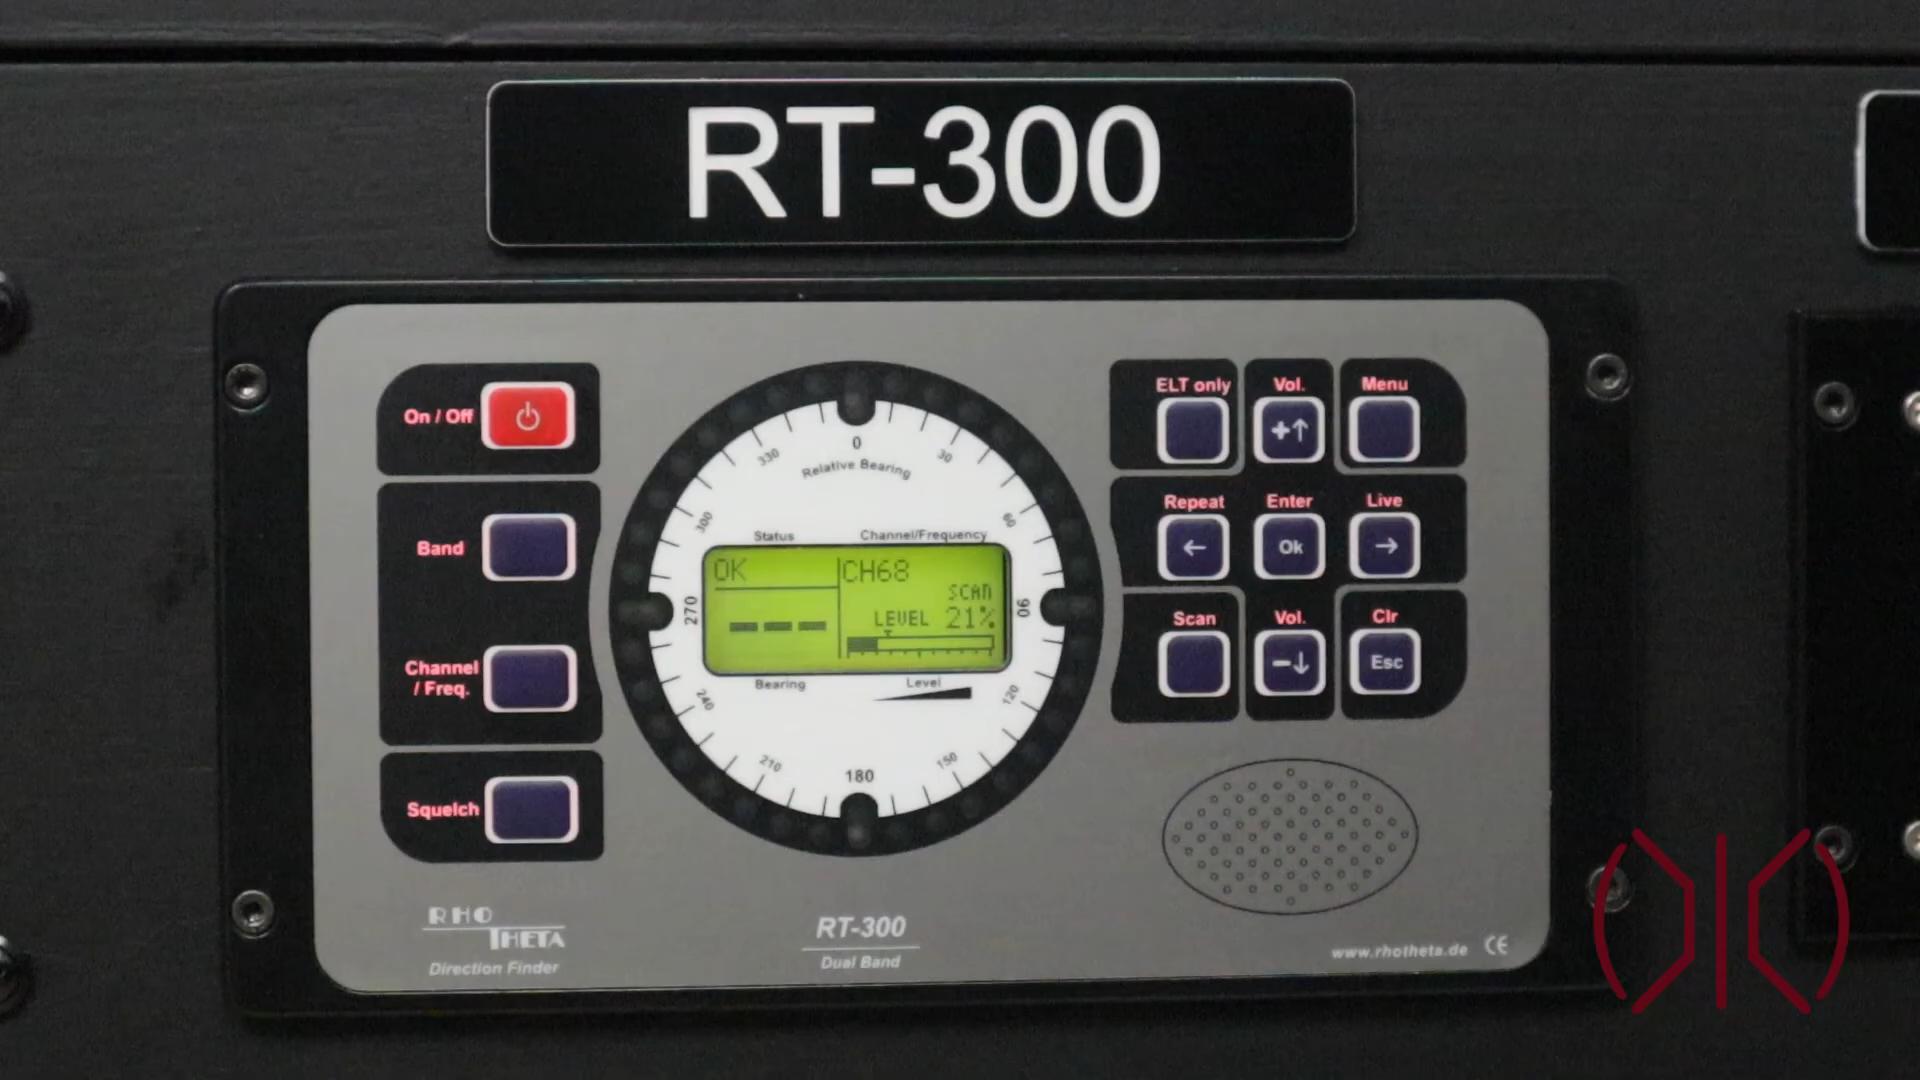 RT-300
On / Off
Band
Channel
/ Freq.
Squelch
0
30
60
90
120
150
180
210
240
270
300
330
Relative Bearing
Status
Channel/Frequency
OK
CH68
SCAN
LEVEL 21%
---
Bearing
Level
ELT only
Vol.
Menu
+↑
Repeat
Enter
Live
←
Ok
→
Scan
Vol.
Clr
-↓
Esc
RHO
THETA
Direction Finder
RT-300
Dual Band
www.rhotheta.de CE